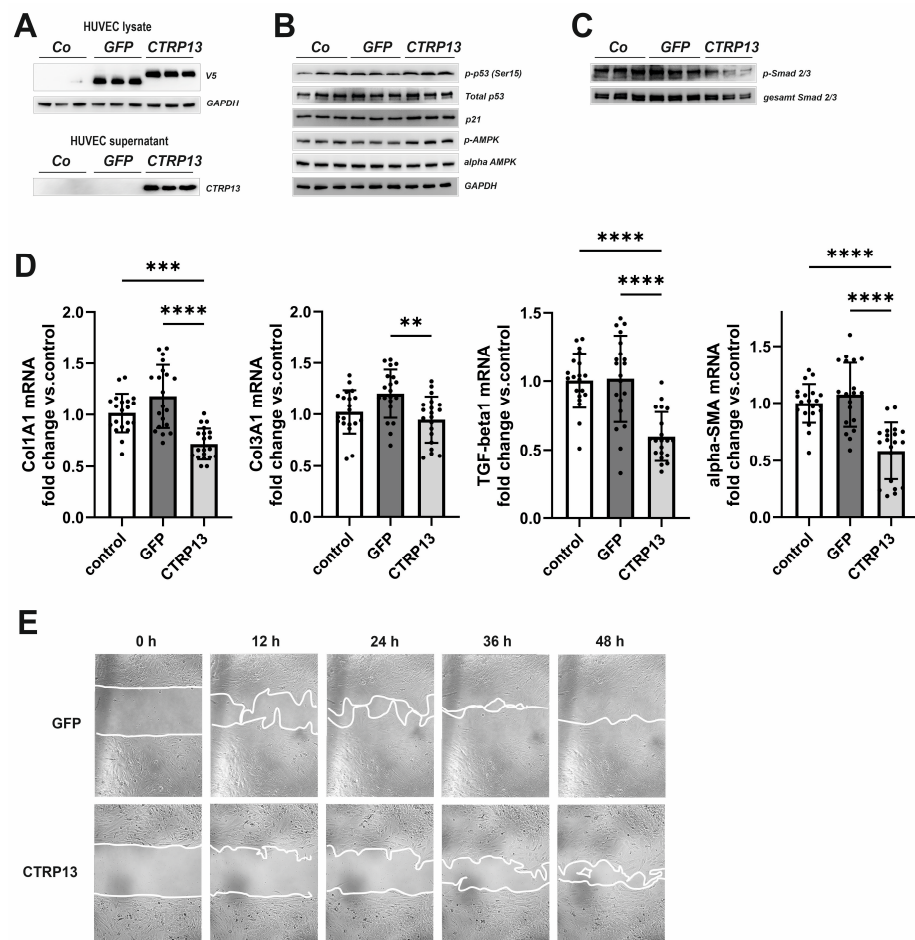 A
HUVEC lysate
Co GFP CTRP13
V5
GAPDH
HUVEC supernatant
Co GFP CTRP13
CTRP13
B
Co GFP CTRP13
p-p53 (Ser15)
Total p53
p21
p-AMPK
alpha AMPK
GAPDH
C
Co GFP CTRP13
p-Smad 2/3
gesamt Smad 2/3
D
Col1A1 mRNA
fold change vs.control
2.0
1.5
1.0
0.5
0.0
***
****
control
GFP
CTRP13
Col3A1 mRNA
fold change vs.control
2.0
1.5
1.0
0.5
0.0
**
control
GFP
CTRP13
TGF-beta1 mRNA
fold change vs.control
1.5
1.0
0.5
0.0
****
****
control
GFP
CTRP13
alpha-SMA mRNA
fold change vs.control
1.5
1.0
0.5
0.0
****
****
control
GFP
CTRP13
E
0 h 12 h 24 h 36 h 48 h
GFP
CTRP13